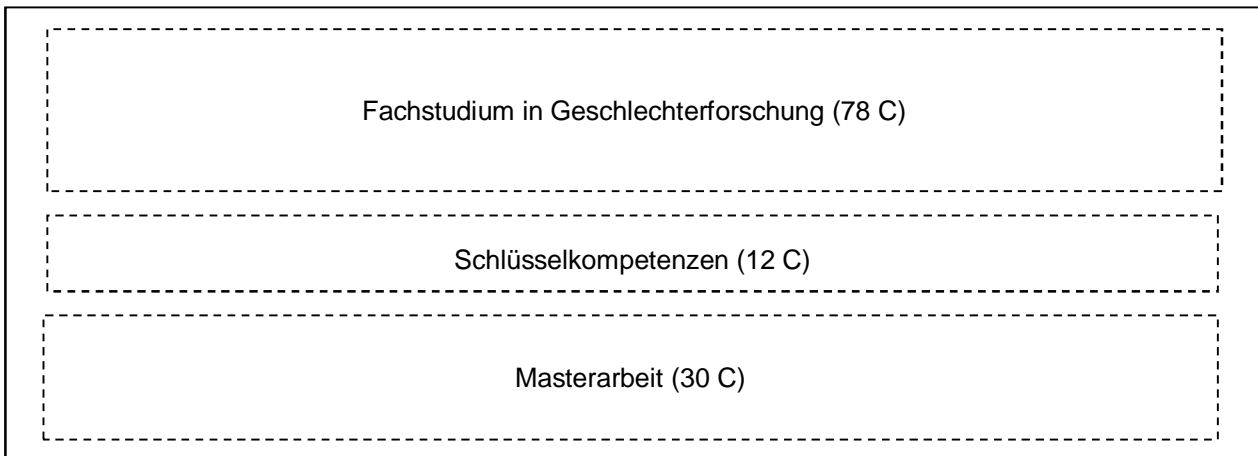 Fachstudium in Geschlechterforschung (78 C)
Schlüsselkompetenzen (12 C)
Masterarbeit (30 C)